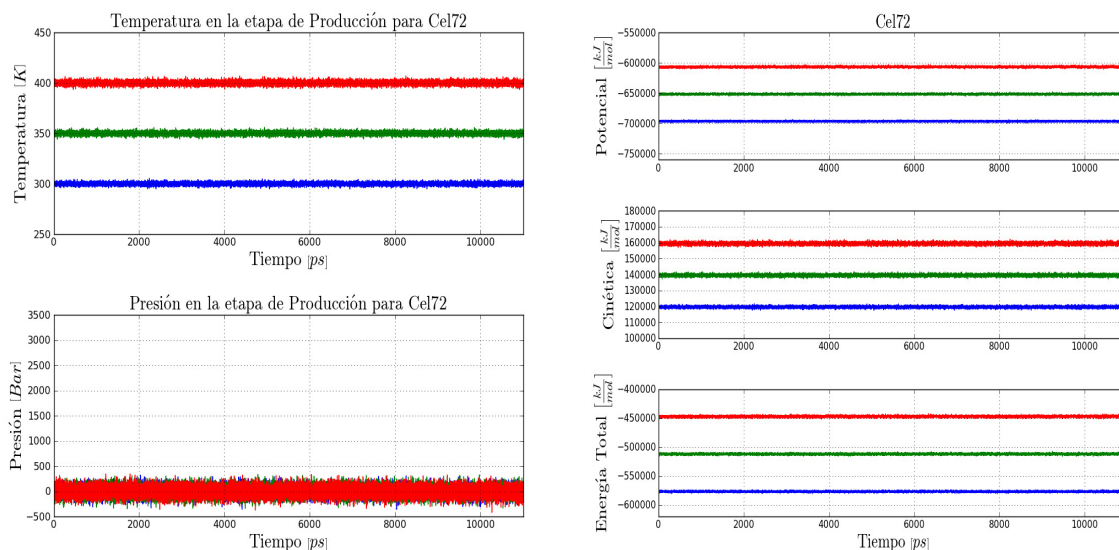 Temperatura en la etapa de Producción para Cel72
450
400
350
300
250
Temperatura [K]
0 2000 4000 6000 8000 10000
Tiempo [ps]
Presión en la etapa de Producción para Cel72
3500
3000
2500
2000
1500
1000
500
0
−500
Presión [Bar]
0 2000 4000 6000 8000 10000
Tiempo [ps]
Cel72
−550000
−600000
−650000
−700000
−750000
Potencial [kJ/mol]
0 2000 4000 6000 8000 10000
180000
170000
160000
150000
140000
130000
120000
110000
100000
Cinética [kJ/mol]
0 2000 4000 6000 8000 10000
−400000
−450000
−500000
−550000
−600000
Energía Total [kJ/mol]
0 2000 4000 6000 8000 10000
Tiempo [ps]